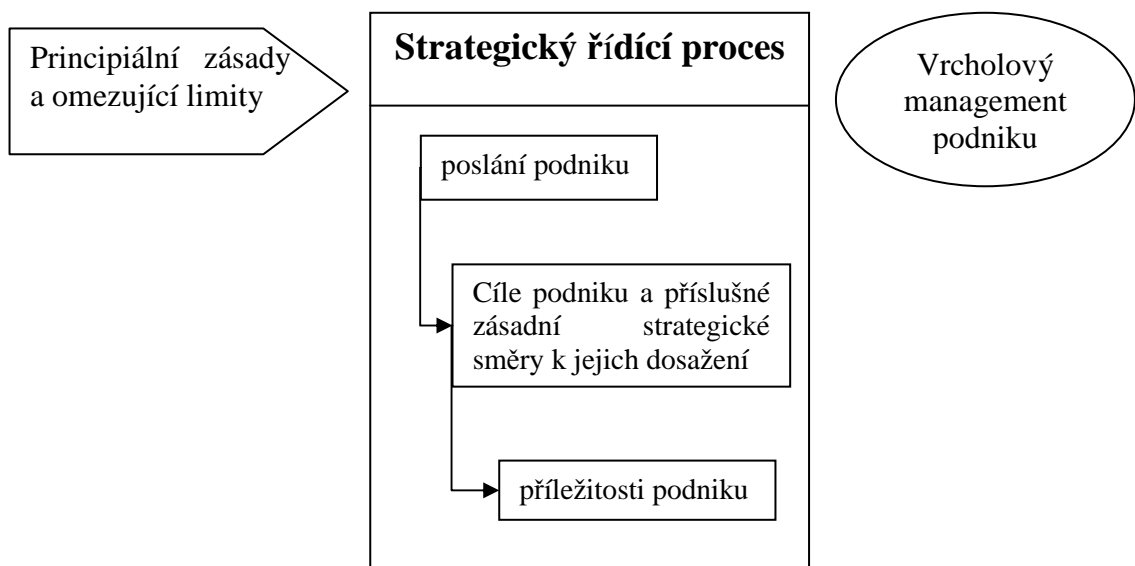 Principiální zásady
a omezující limity
Strategický řídící proces
Vrcholový
management
podniku
poslání podniku
Cíle podniku a příslušné
zásadní strategické
směry k jejich dosažení
příležitosti podniku